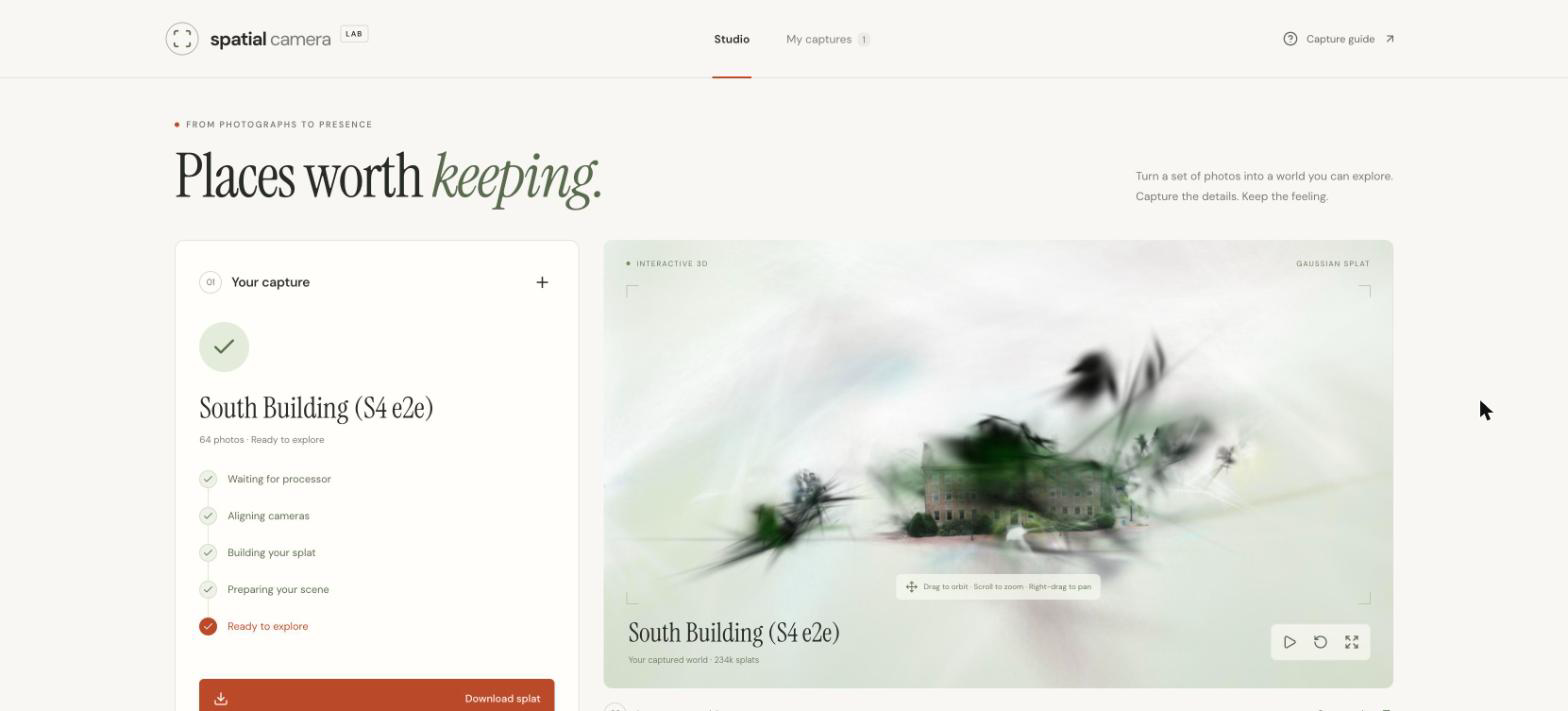 spatial camera LAB
Studio
My captures 1
Capture guide
FROM PHOTOGRAPHS TO PRESENCE
Places worth keeping.
Turn a set of photos into a world you can explore.
Capture the details. Keep the feeling.
01 Your capture
South Building (S4 e2e)
64 photos · Ready to explore
Waiting for processor
Aligning cameras
Building your splat
Preparing your scene
Ready to explore
Download splat
INTERACTIVE 3D
GAUSSIAN SPLAT
Drag to orbit · Scroll to zoom · Right-drag to pan
South Building (S4 e2e)
Your captured world · 234k splats